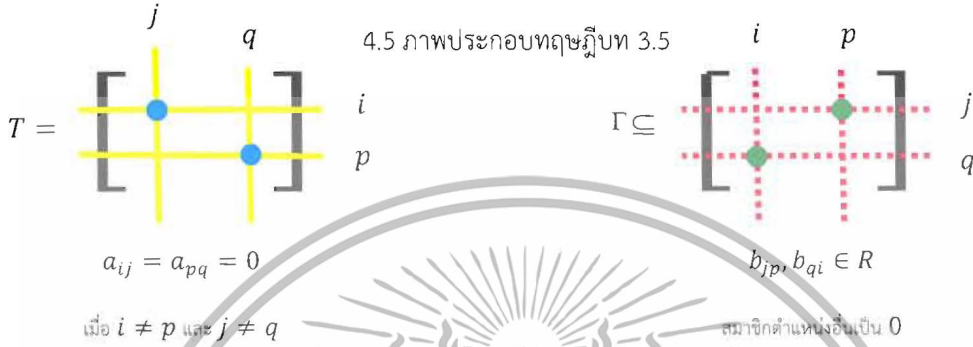 4.5 ภาพประกอบทฤษฎีบท 3.5
j q
T = i
p
a_{ij} = a_{pq} = 0
เมื่อ i ≠ p และ j ≠ q
i p
Γ ⊆ j
q
b_{jp}, b_{qi} ∈ R
สมาชิกตำแหน่งอื่นเป็น 0